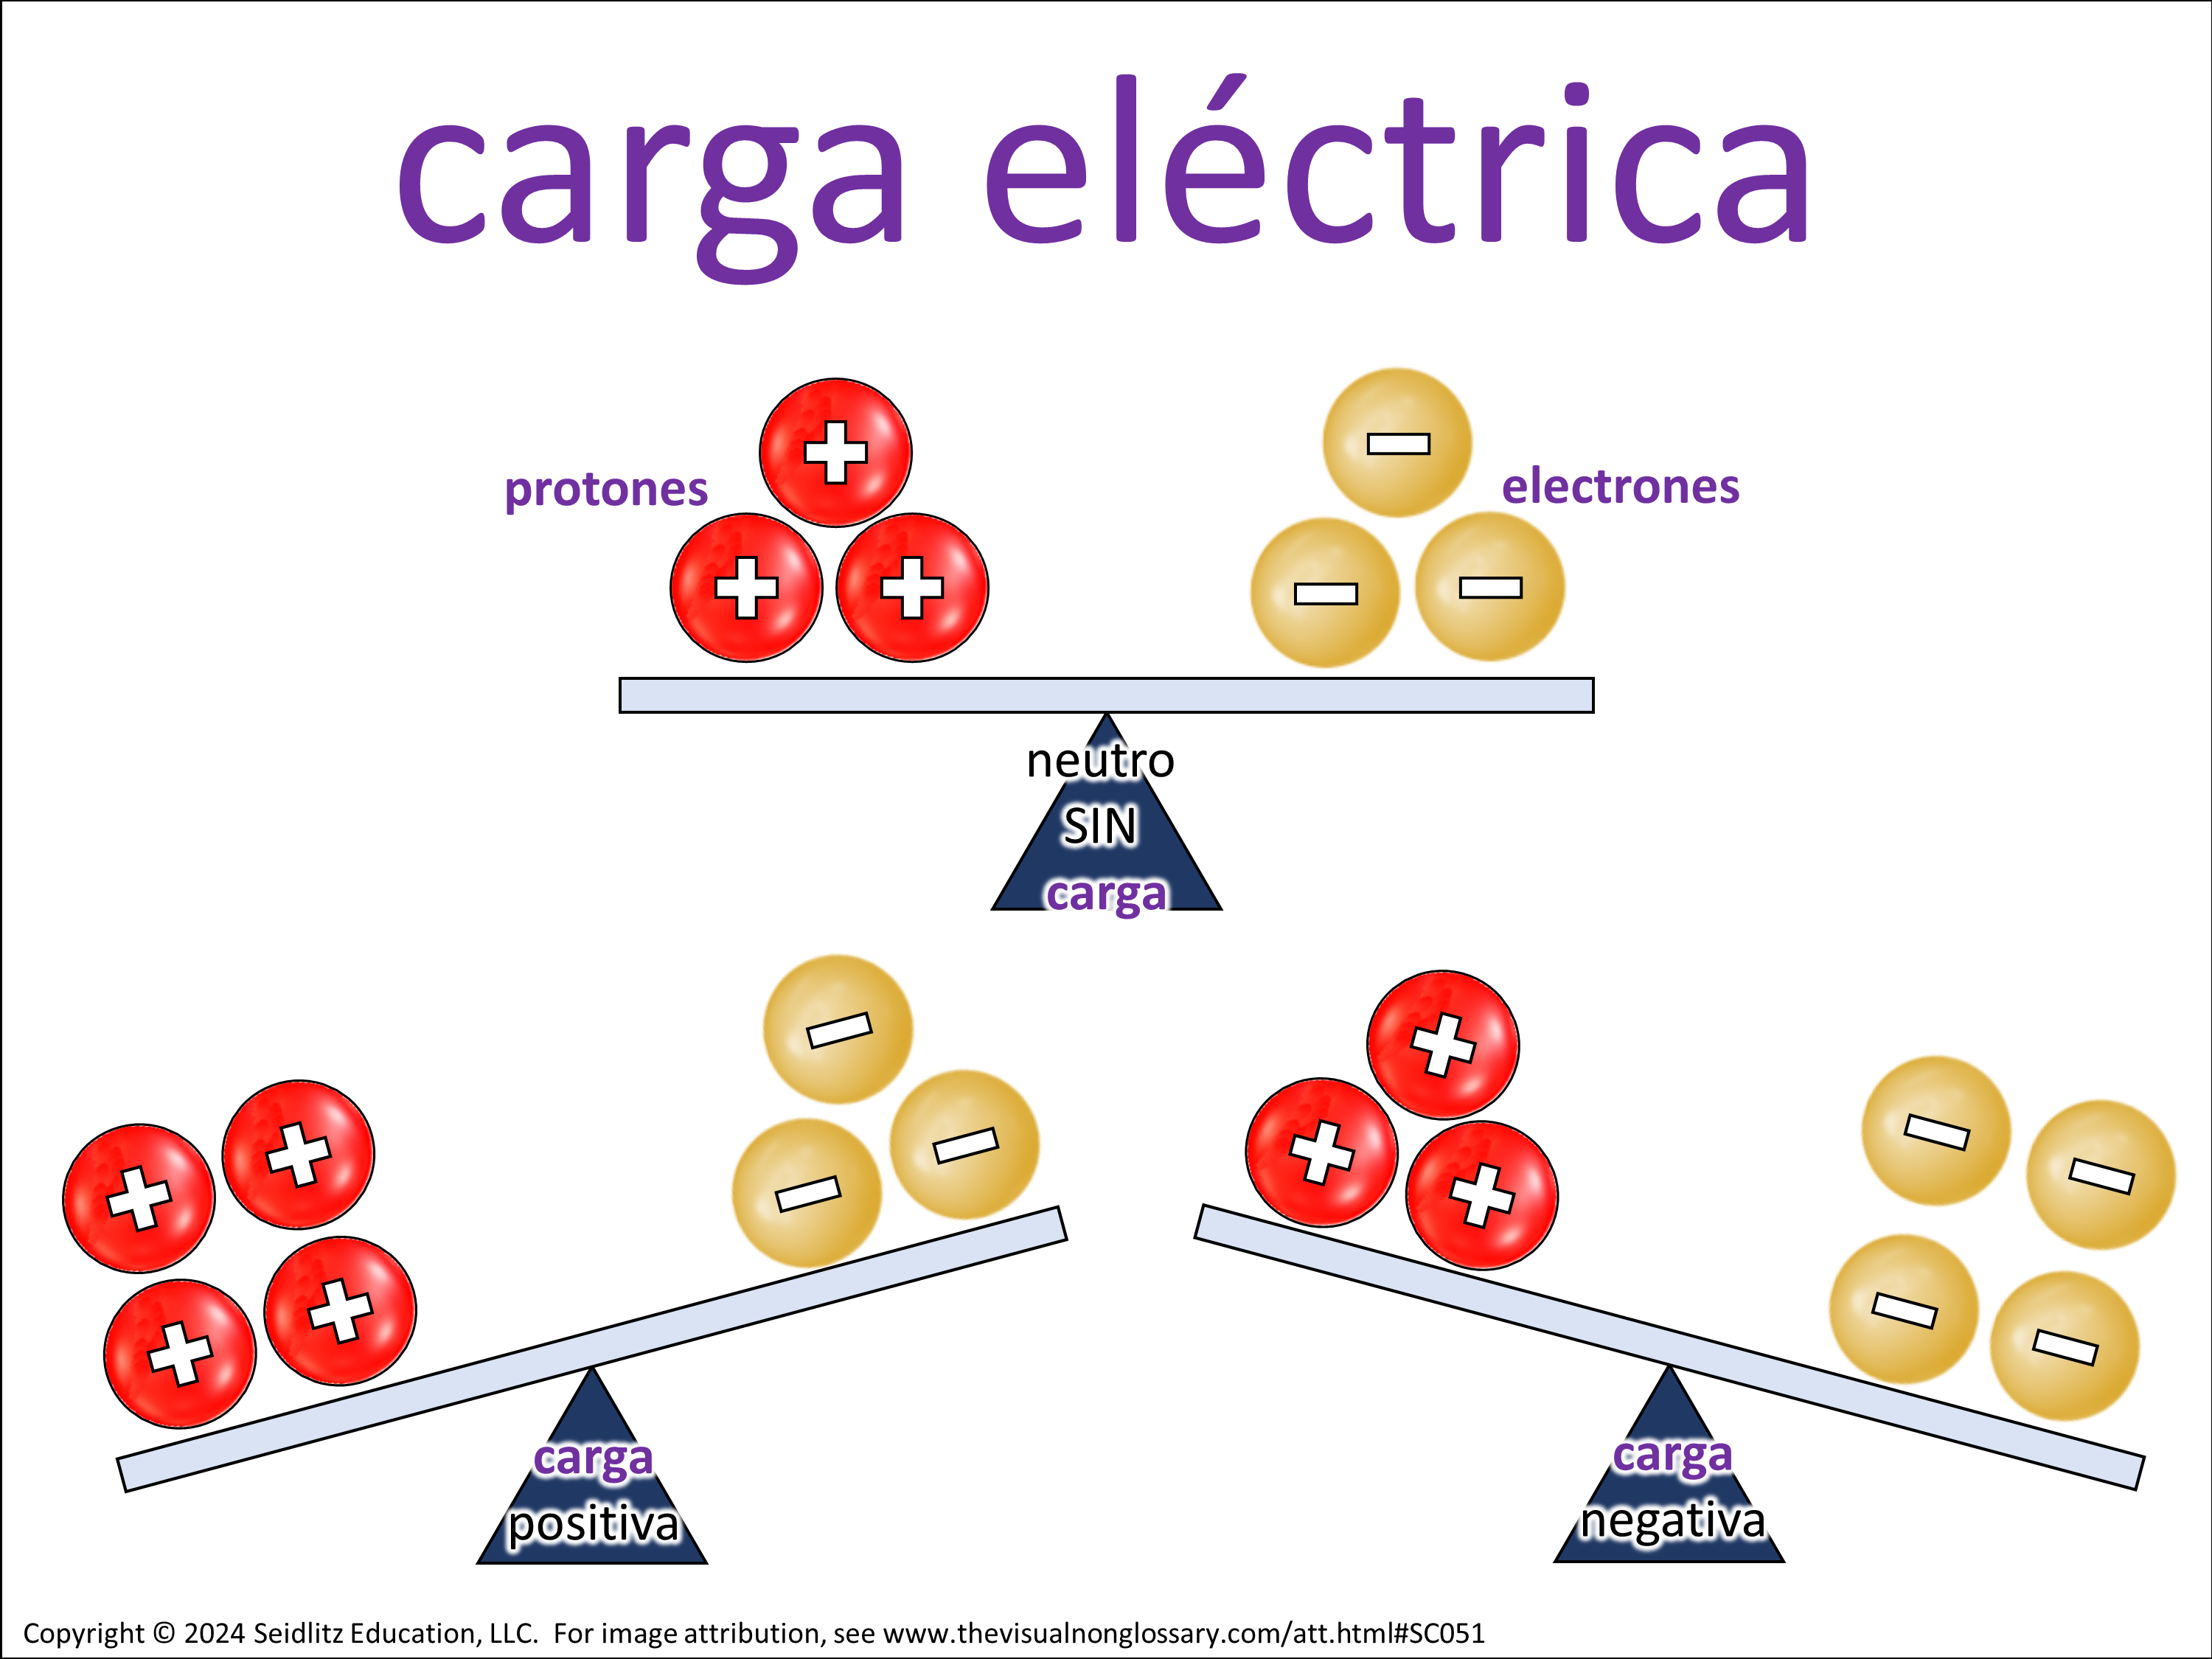 carga eléctrica
protones
electrones
neutro
SIN
carga
carga
positiva
carga
negativa
Copyright © 2024 Seidlitz Education, LLC.  For image attribution, see www.thevisualnonglossary.com/att.html#SC051